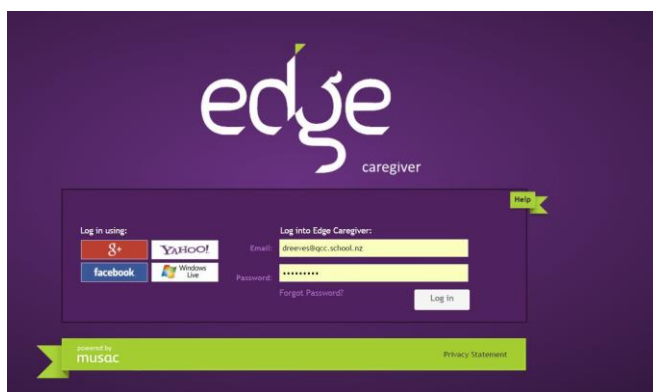 edge
caregiver
Help
Log in using:
Log into Edge Caregiver:
8+
YAHOO!
Email:
dreeves@qcc.school.nz
facebook
Windows Live
Password:
•••••••••
Forgot Password?
Log in
powered by
musac
Privacy Statement